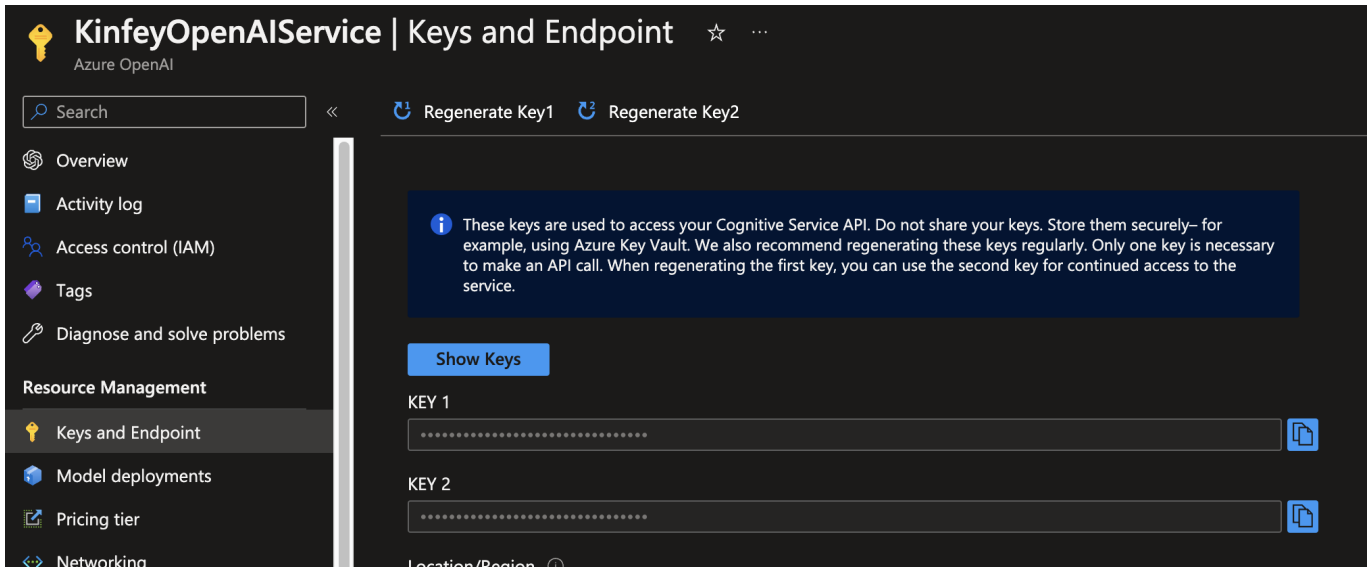 KinfeyOpenAIService | Keys and Endpoint
Azure OpenAI
Search
Overview
Activity log
Access control (IAM)
Tags
Diagnose and solve problems
Resource Management
Keys and Endpoint
Model deployments
Pricing tier
Networking
Regenerate Key1
Regenerate Key2
These keys are used to access your Cognitive Service API. Do not share your keys. Store them securely– for
example, using Azure Key Vault. We also recommend regenerating these keys regularly. Only one key is necessary
to make an API call. When regenerating the first key, you can use the second key for continued access to the
service.
Show Keys
KEY 1
••••••••••••••••••••••••••••••••
KEY 2
••••••••••••••••••••••••••••••••
Location/Region